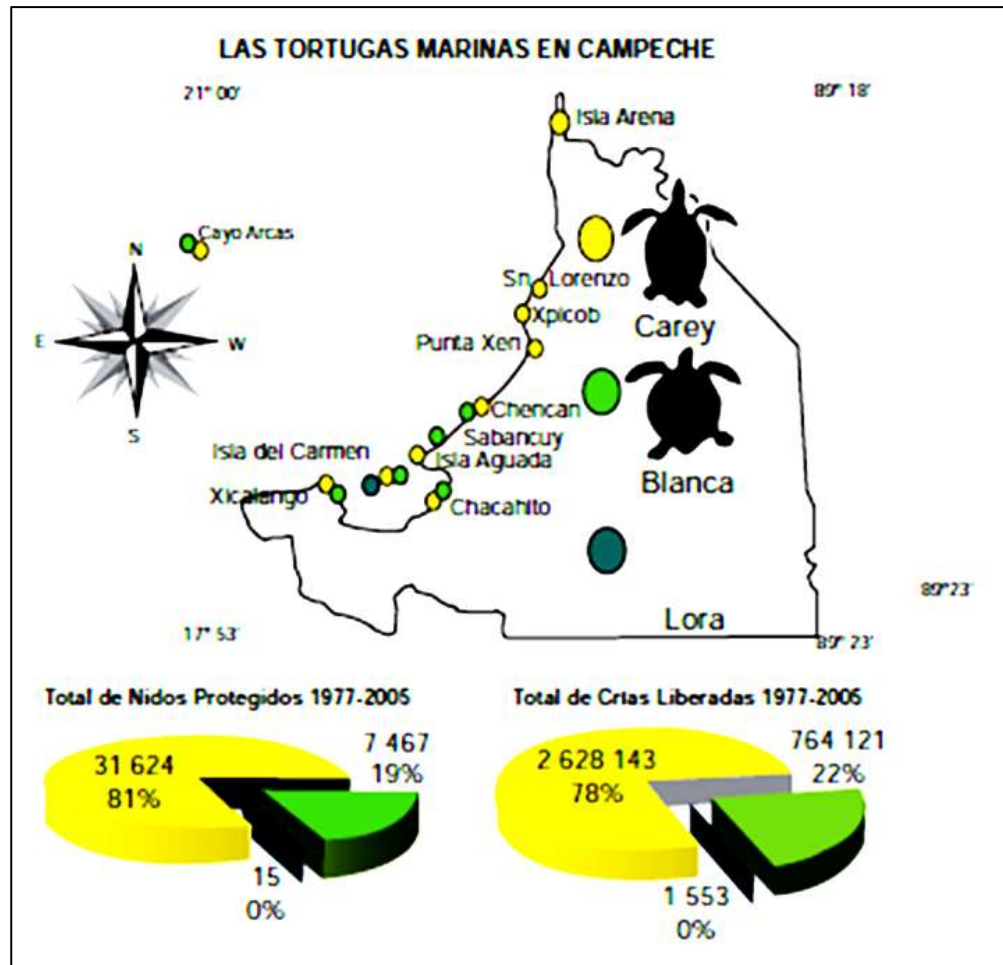 LAS TORTUGAS MARINAS EN CAMPECHE
21° 00'
89° 18'
Isla Arena
Cayo Arcas
N
E
W
S
Sn. Lorenzo
Xpicob
Carey
Punta Xen
Chencan
Sabancuy
Isla del Carmen
Isla Aguada
Blanca
Xicalango
Chacahito
89°23'
Lora
17° 53'
89° 23'
Total de Nidos Protegidos 1977-2005
Total de Crías Liberadas 1977-2005
31 624
81%
7 467
19%
15
0%
2 628 143
78%
764 121
22%
1 553
0%